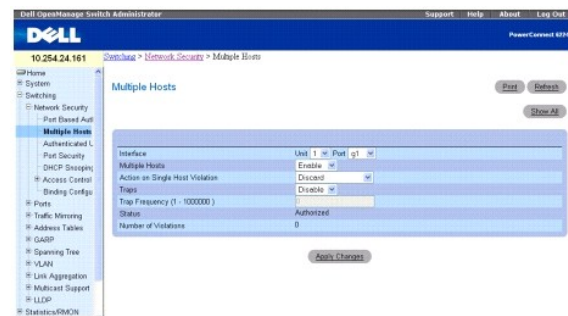 Dell OpenManage Switch Administrator Support Help About Log Out
DELL
PowerConnect 6224
10.254.24.161
Switching > Network Security > Multiple Hosts
Home
System
Switching
Network Security
Port Based Auth
Multiple Hosts
Authenticated U
Port Security
DHCP Snooping
Access Control
Binding Configu
Ports
Traffic Mirroring
Address Tables
GARP
Spanning Tree
VLAN
Link Aggregation
Multicast Support
LLDP
Statistics/RMON
Multiple Hosts
Print Refresh
Show All
Interface Unit 1 Port g1
Multiple Hosts Enable
Action on Single Host Violation Discard
Traps Disable
Trap Frequency (1 - 1000000 ) 0
Status Authorized
Number of Violations 0
Apply Changes